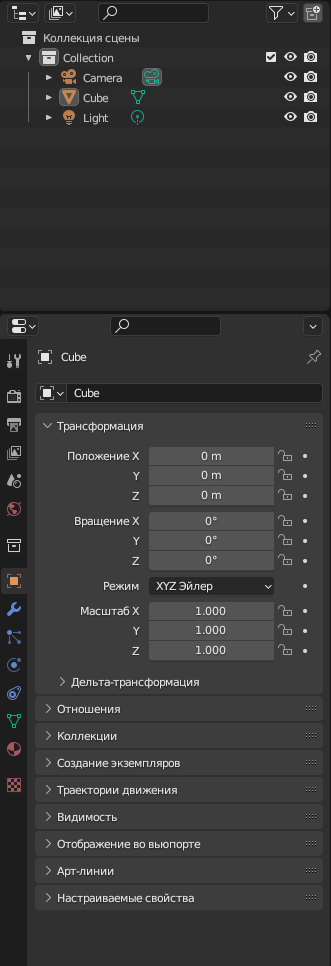 Коллекция сцены
Collection
Camera
Cube
Light
Cube
Cube
Трансформация
Положение X 0 m
Y 0 m
Z 0 m
Вращение X 0°
Y 0°
Z 0°
Режим XYZ Эйлер
Масштаб X 1.000
Y 1.000
Z 1.000
Дельта-трансформация
Отношения
Коллекции
Создание экземпляров
Траектории движения
Видимость
Отображение во вьюпорте
Арт-линии
Настраиваемые свойства